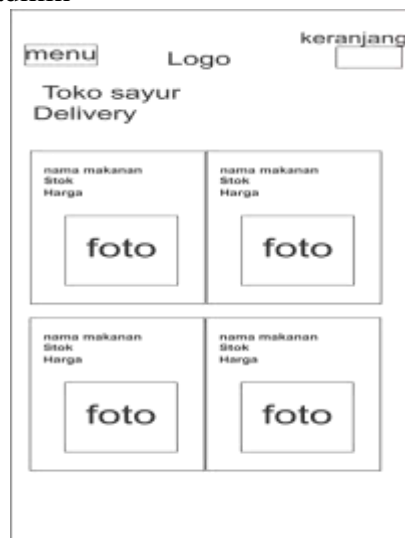 keranjang
menu
Logo
Toko sayur
Delivery
nama makanan
Stok
Harga
foto
nama makanan
Stok
Harga
foto
nama makanan
Stok
Harga
foto
nama makanan
Stok
Harga
foto